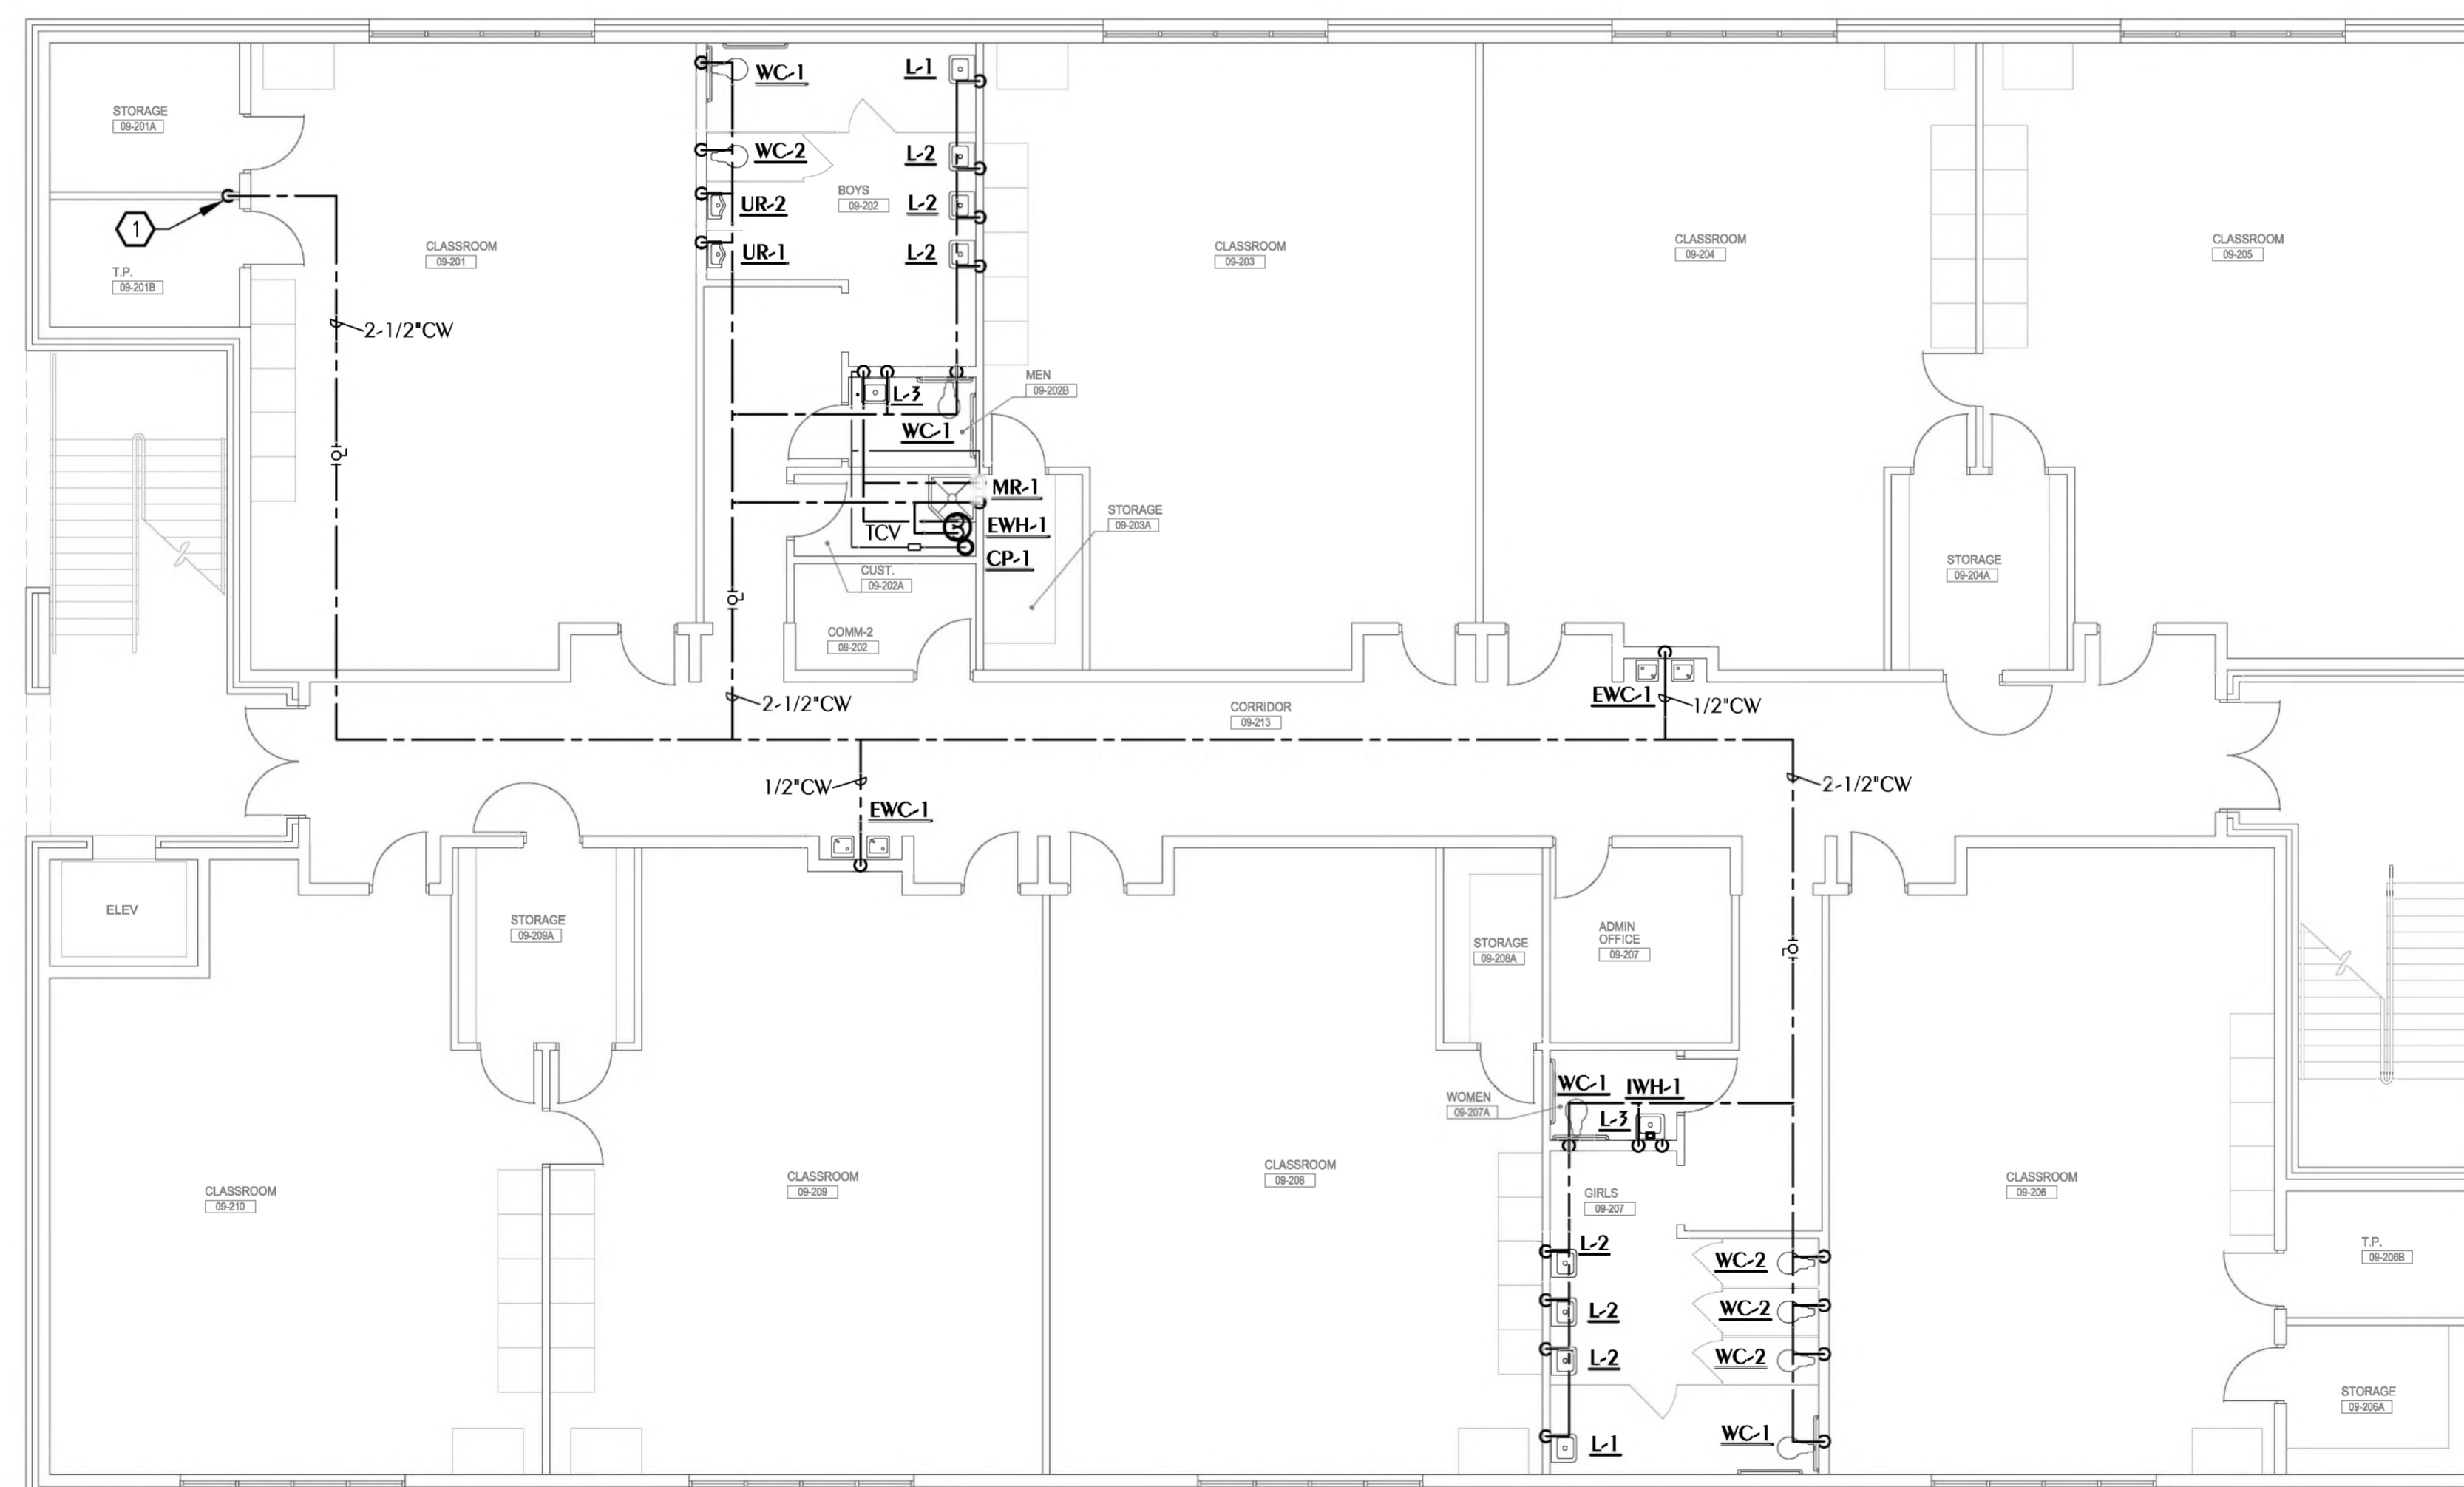 WC-1
L-1
STORAGE
09-201A
WC-2
L-2
BOYS
09-202
UR-2
L-2
1
UR-1
L-2
CLASSROOM
09-201
CLASSROOM
09-203
CLASSROOM
09-204
CLASSROOM
09-205
T.P.
09-201B
2-1/2"CW
MEN
09-202B
L-3
WC-1
MR-1
STORAGE
09-203A
TCV
3
EWH-1
CP-1
CUST.
09-202A
STORAGE
09-204A
COMM-2
09-202
2-1/2"CW
EWC-1
1/2"CW
CORRIDOR
09-213
1/2"CW
EWC-1
2-1/2"CW
ELEV
STORAGE
09-209A
STORAGE
09-208A
ADMIN
OFFICE
09-207
WOMEN
09-207A
WC-1
IWH-1
L-3
CLASSROOM
09-210
CLASSROOM
09-209
CLASSROOM
09-208
GIRLS
09-207
CLASSROOM
09-206
L-2
WC-2
T.P.
09-206B
L-2
WC-2
L-2
WC-2
STORAGE
09-206A
L-1
WC-1